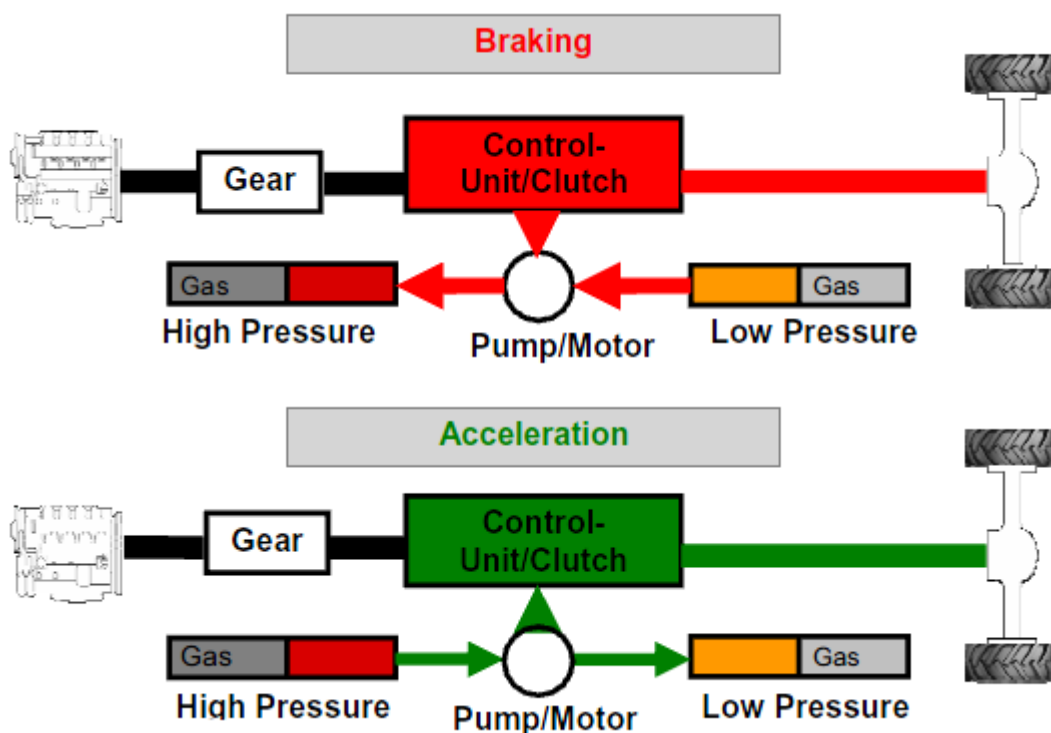 Braking
Control-
Unit/Clutch
Gear
Gas
Gas
High Pressure
Pump/Motor
Low Pressure
Acceleration
Control-
Unit/Clutch
Gear
Gas
Gas
High Pressure
Pump/Motor
Low Pressure